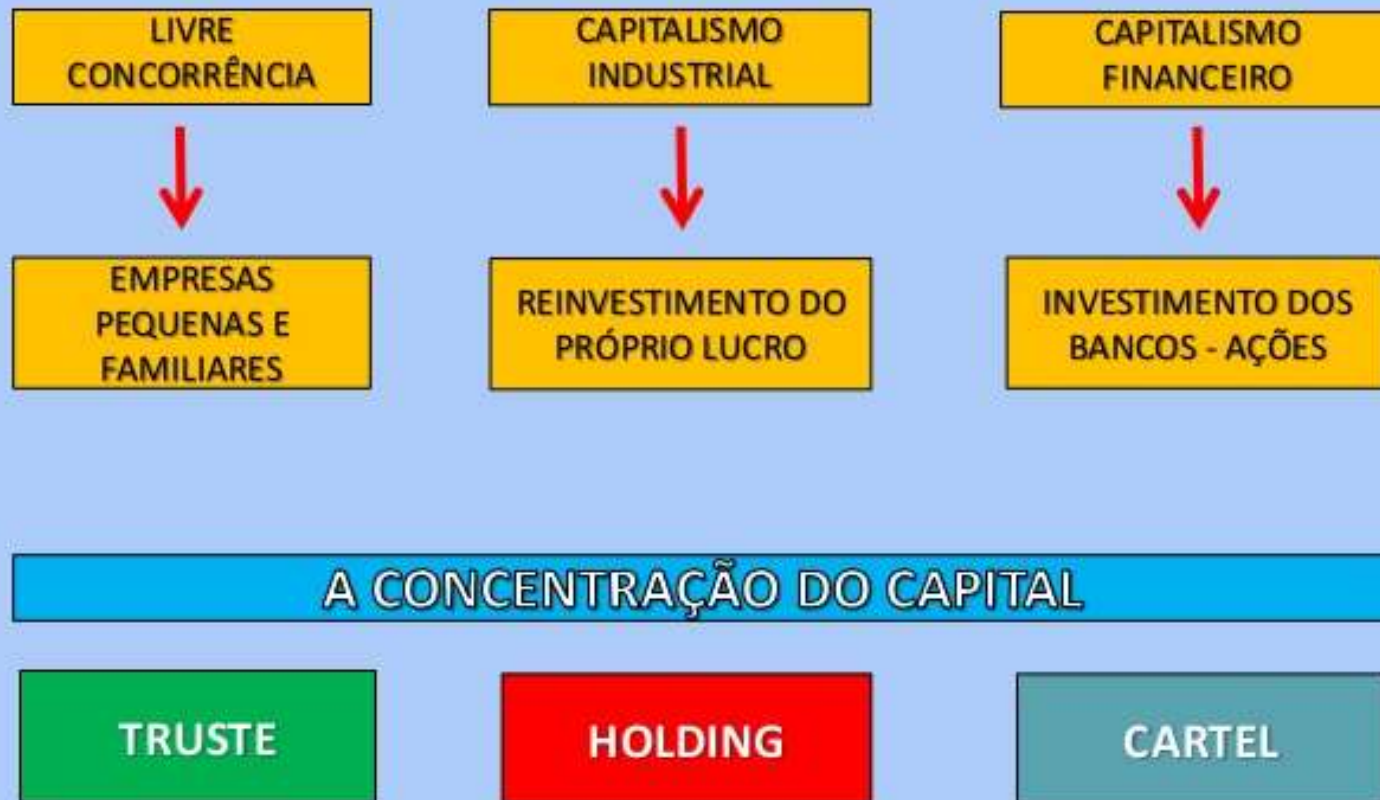 LIVRE
CONCORRÊNCIA
CAPITALISMO
INDUSTRIAL
CAPITALISMO
FINANCEIRO
EMPRESAS
PEQUENAS E
FAMILIARES
REINVESTIMENTO DO
PRÓPRIO LUCRO
INVESTIMENTO DOS
BANCOS - AÇÕES
A CONCENTRAÇÃO DO CAPITAL
TRUSTE
HOLDING
CARTEL